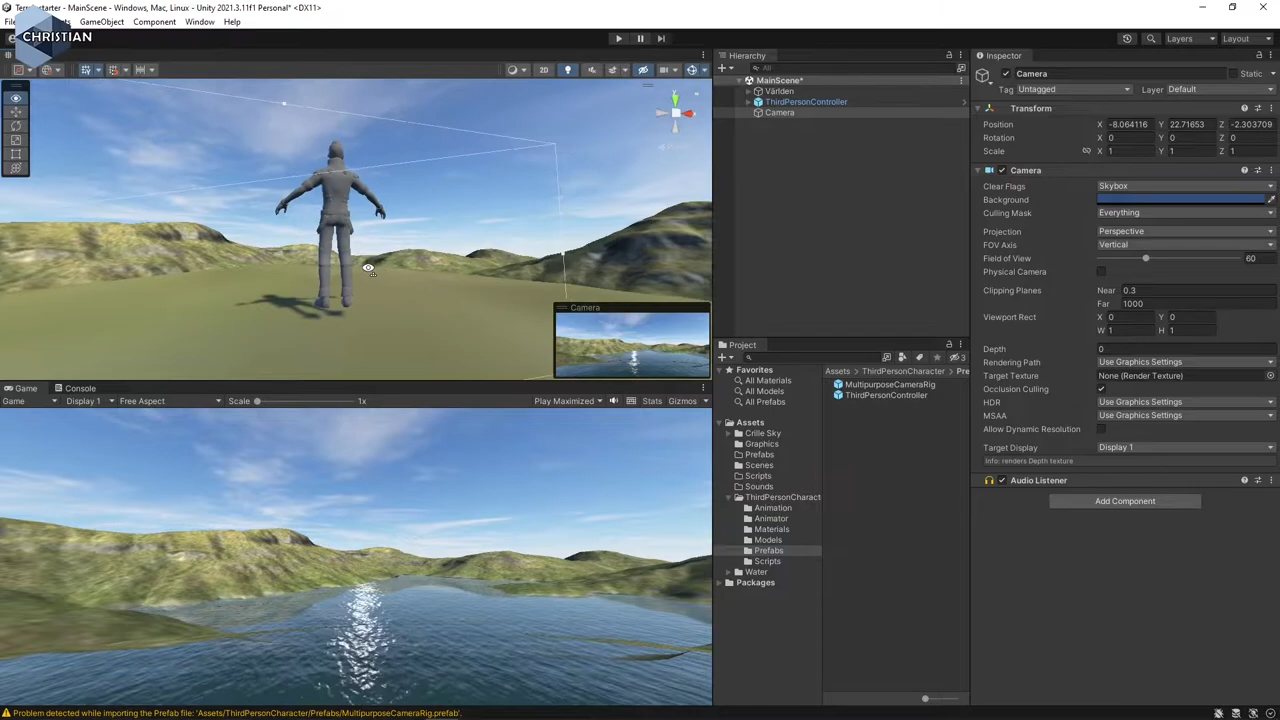 TerrStarter - MainScene - Windows, Mac, Linux - Unity 2021.3.11f1 Personal* <DX11>
GameObject Component Window Help
CHRISTIAN
Layers Layout
2D
Camera
Game Console
Game Display 1 Free Aspect Scale 1x Play Maximized Stats Gizmos
Hierarchy
All
MainScene*
Världen
ThirdPersonController
Camera
Project
Favorites
All Materials
All Models
All Prefabs
Assets
Crille Sky
Graphics
Prefabs
Scenes
Scripts
Sounds
ThirdPersonCharact
Animation
Animator
Materials
Models
Prefabs
Scripts
Water
Packages
3
Assets ThirdPersonCharacter Pre
MultipurposeCameraRig
ThirdPersonController
Inspector
Camera Static
Tag Untagged Layer Default
Transform
Position X -8.064116 Y 22.71653 Z -2.303709
Rotation X 0 Y 0 Z 0
Scale X 1 Y 1 Z 1
Camera
Clear Flags Skybox
Background
Culling Mask Everything
Projection Perspective
FOV Axis Vertical
Field of View 60
Physical Camera
Clipping Planes Near 0.3
Far 1000
Viewport Rect X 0 Y 0
W 1 H 1
Depth 0
Rendering Path Use Graphics Settings
Target Texture None (Render Texture)
Occlusion Culling
HDR Use Graphics Settings
MSAA Use Graphics Settings
Allow Dynamic Resolution
Target Display Display 1
Info: renders Depth texture
Audio Listener
Add Component
Problem detected while importing the Prefab file: 'Assets/ThirdPersonCharacter/Prefabs/MultipurposeCameraRig.prefab'.